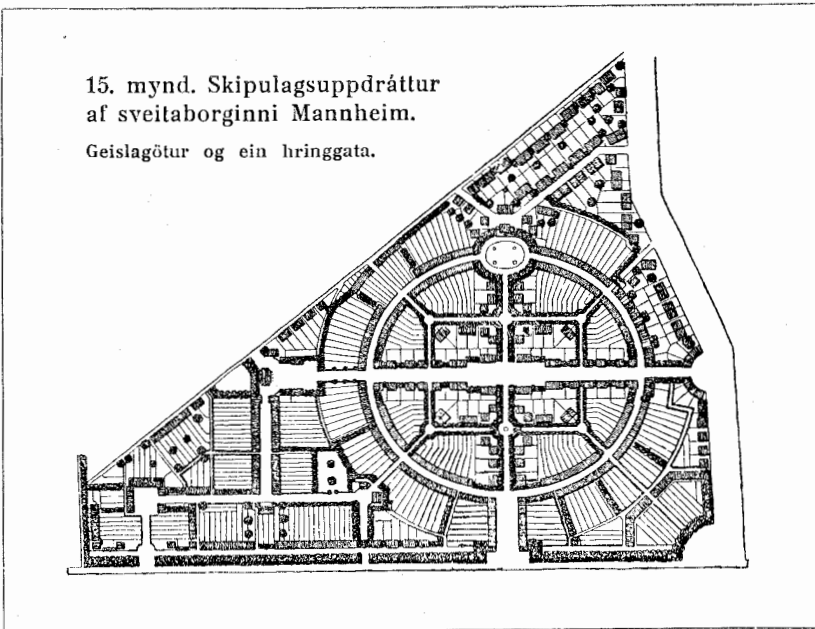 15. mynd. Skipulagsuppdráttur
af sveitaborginni Mannheim.
Geislagötur og ein hringgata.